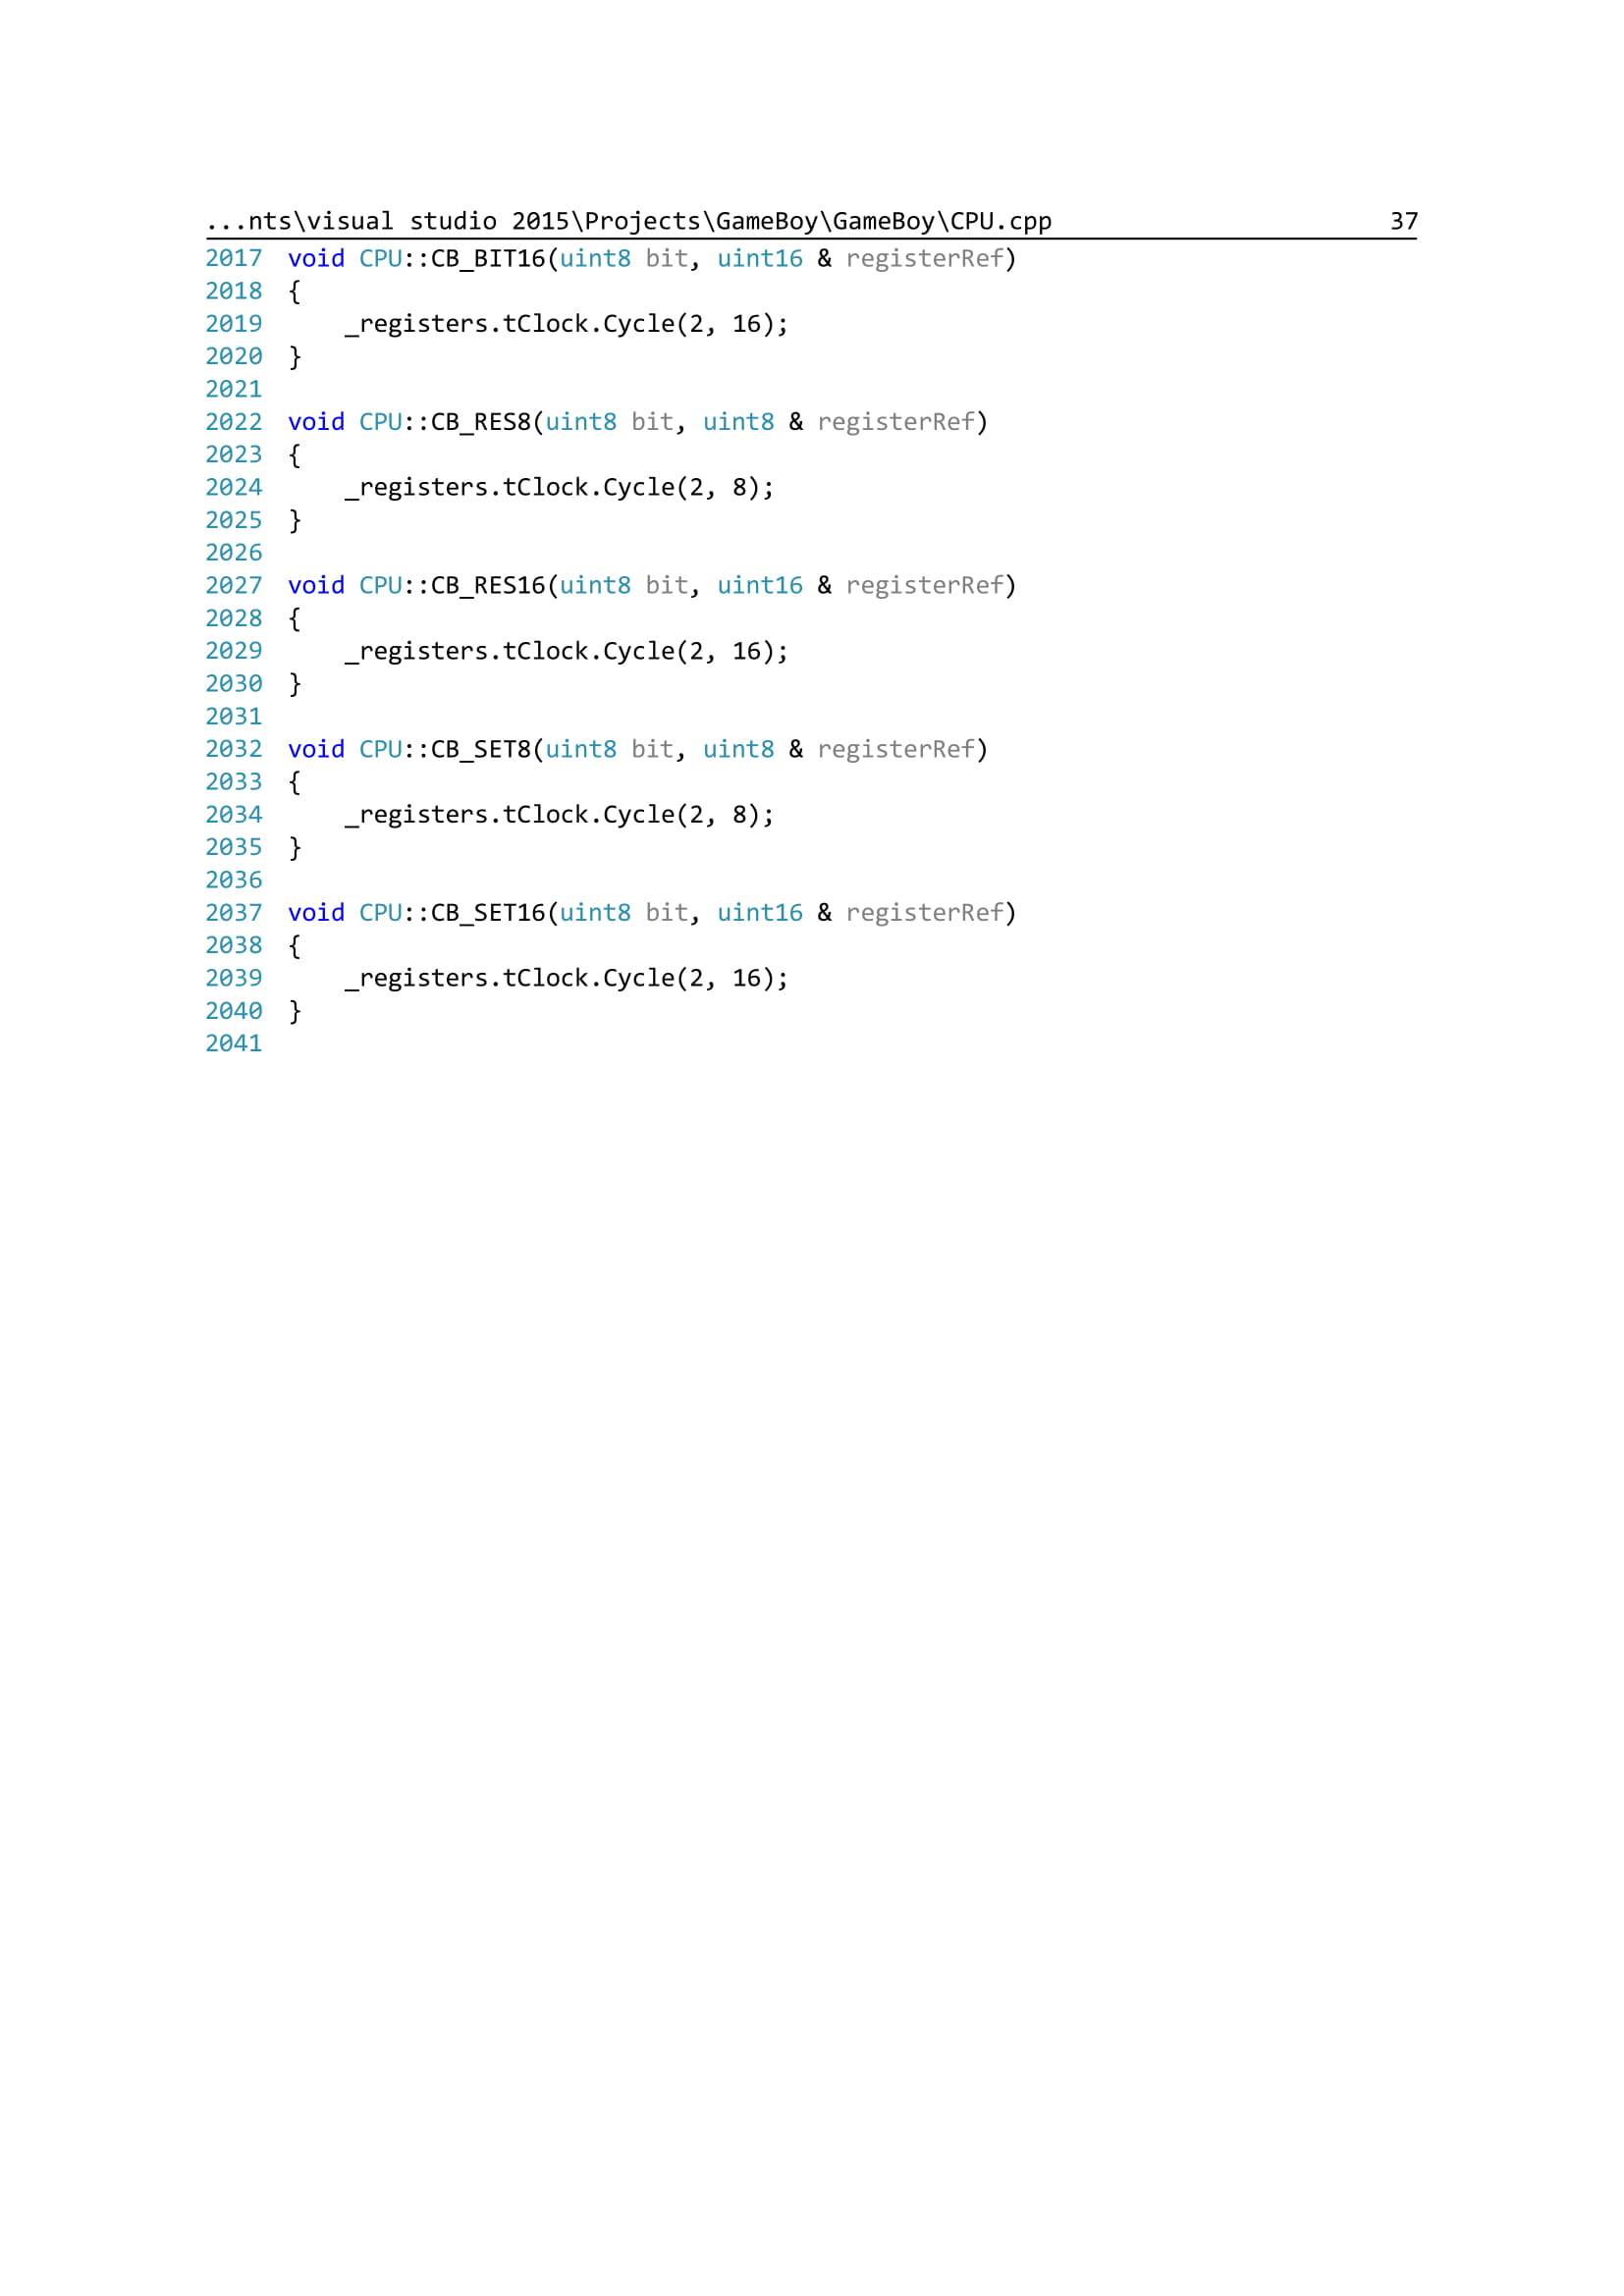 ...nts\visual studio 2015\Projects\GameBoy\GameBoy\CPU.cpp 37
2017 void CPU::CB_BIT16(uint8 bit, uint16 & registerRef)
2018 {
2019     _registers.tClock.Cycle(2, 16);
2020 }
2021
2022 void CPU::CB_RES8(uint8 bit, uint8 & registerRef)
2023 {
2024     _registers.tClock.Cycle(2, 8);
2025 }
2026
2027 void CPU::CB_RES16(uint8 bit, uint16 & registerRef)
2028 {
2029     _registers.tClock.Cycle(2, 16);
2030 }
2031
2032 void CPU::CB_SET8(uint8 bit, uint8 & registerRef)
2033 {
2034     _registers.tClock.Cycle(2, 8);
2035 }
2036
2037 void CPU::CB_SET16(uint8 bit, uint16 & registerRef)
2038 {
2039     _registers.tClock.Cycle(2, 16);
2040 }
2041